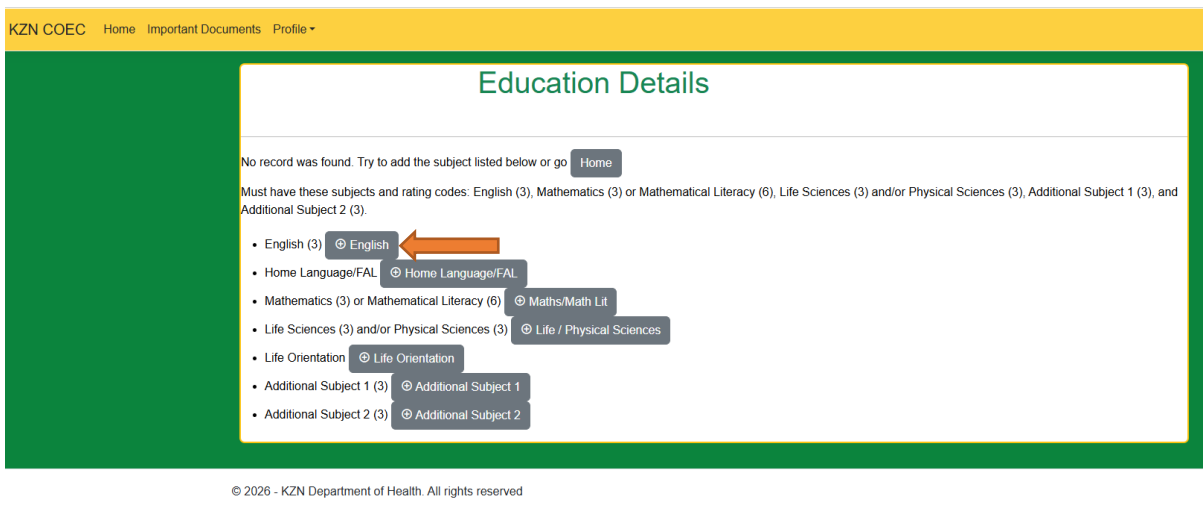 KZN COEC Home Important Documents Profile
Education Details
No record was found. Try to add the subject listed below or go Home
Must have these subjects and rating codes: English (3), Mathematics (3) or Mathematical Literacy (6), Life Sciences (3) and/or Physical Sciences (3), Additional Subject 1 (3), and
Additional Subject 2 (3).
• English (3) ⊕ English
• Home Language/FAL ⊕ Home Language/FAL
• Mathematics (3) or Mathematical Literacy (6) ⊕ Maths/Math Lit
• Life Sciences (3) and/or Physical Sciences (3) ⊕ Life / Physical Sciences
• Life Orientation ⊕ Life Orientation
• Additional Subject 1 (3) ⊕ Additional Subject 1
• Additional Subject 2 (3) ⊕ Additional Subject 2
© 2026 - KZN Department of Health. All rights reserved